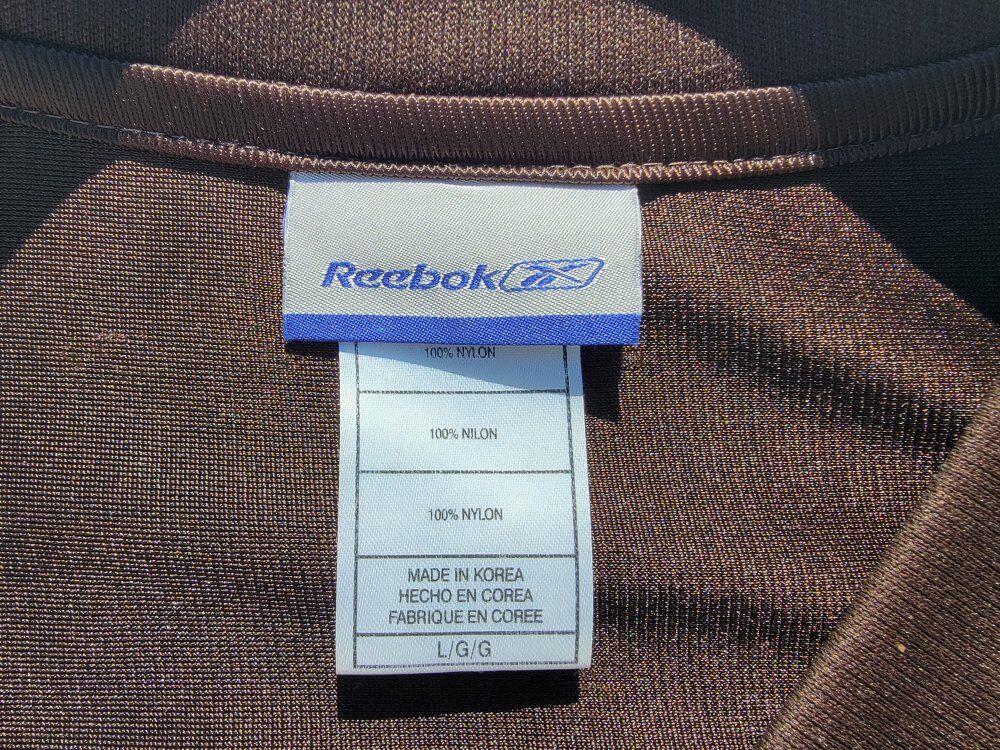 Reebok
100% NYLON
100% NILON
100% NYLON
MADE IN KOREA
HECHO EN COREA
FABRIQUE EN COREE
L/G/G